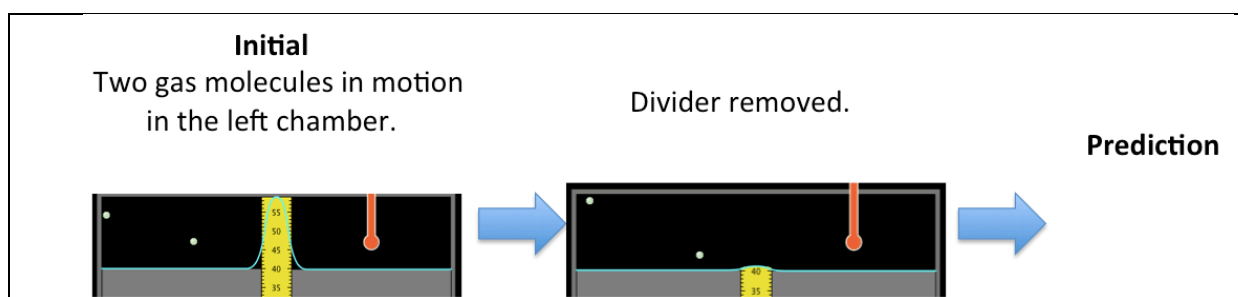 Initial
Two gas molecules in motion
in the left chamber.
Divider removed.
Prediction
55
50
45
40
35
40
35